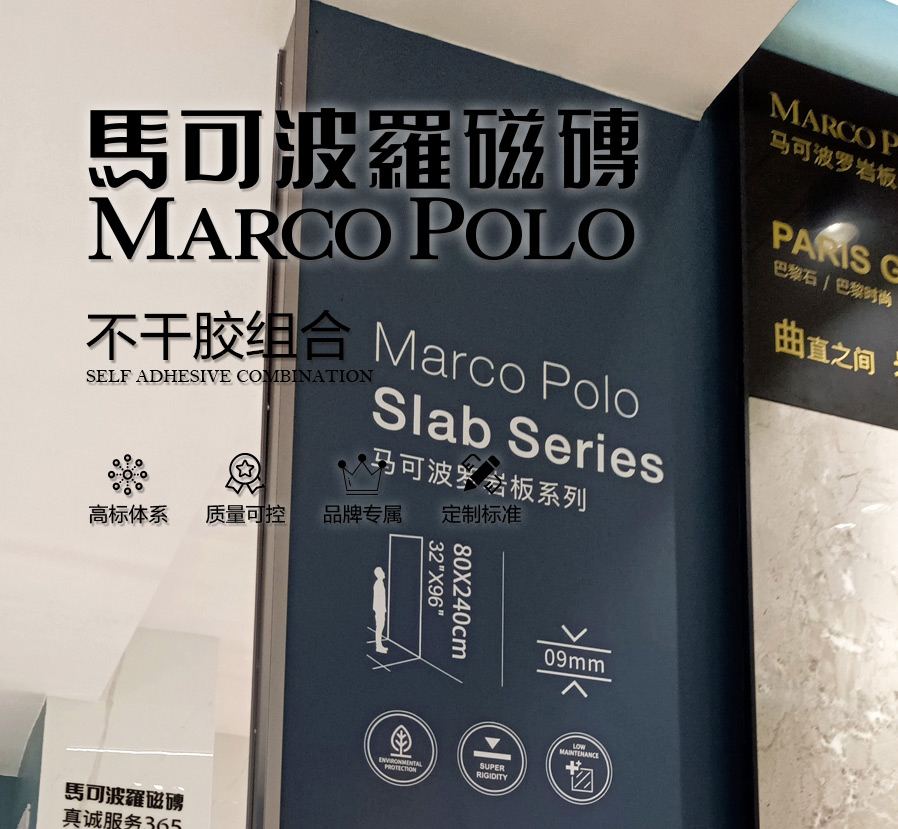 馬可波羅磁磚
MARCO POLO
不干胶组合
SELF ADHESIVE COMBINATION
高标体系 质量可控 品牌专属 定制标准
Marco Polo
Slab Series
马可波罗岩板系列
80X240cm
32"X96"
09mm
ENVIRONMENTAL
PROTECTION
SUPER
RIGIDITY
LOW
MAINTENANCE
MARCO P
马可波罗岩板
PARIS G
巴黎石 / 巴黎时尚
曲直之间
馬可波羅磁磚
真诚服务365